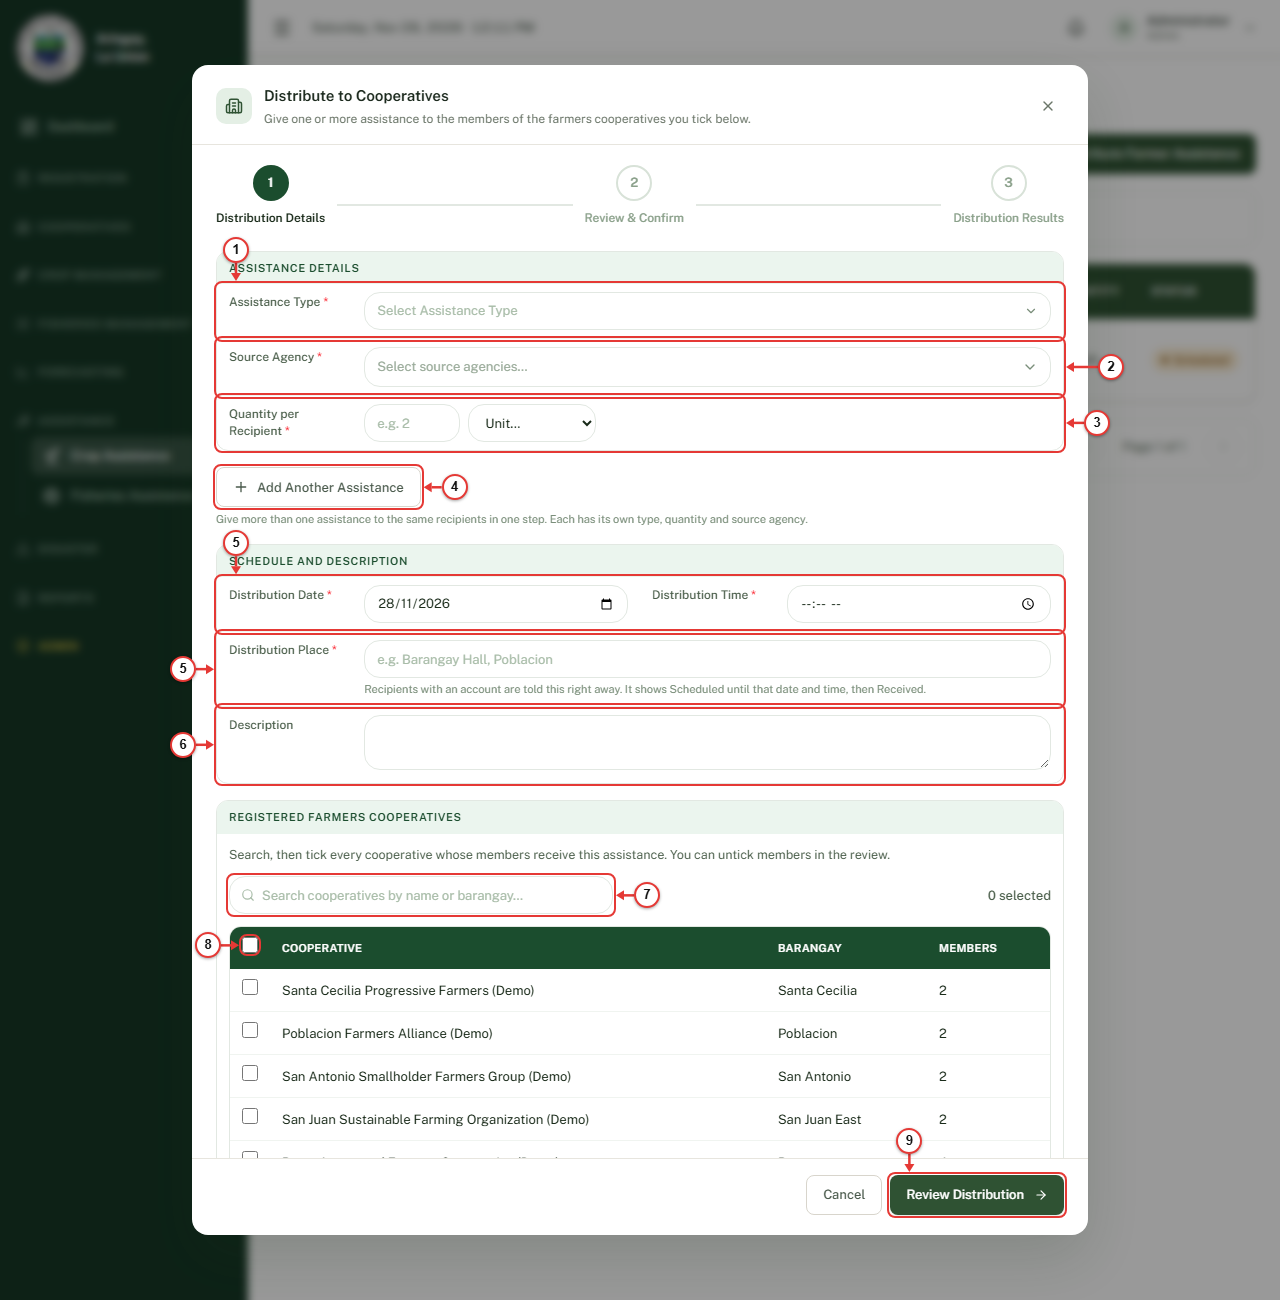 Distribute to Cooperatives
Give one or more assistance to the members of the farmers cooperatives you tick below.
1
2
3
Distribution Details
Review & Confirm
Distribution Results
1
ASSISTANCE DETAILS
Assistance Type *
Select Assistance Type
Source Agency *
Select source agencies...
2
Quantity per Recipient *
e.g. 2
Unit...
3
Add Another Assistance
4
Give more than one assistance to the same recipients in one step. Each has its own type, quantity and source agency.
5
SCHEDULE AND DESCRIPTION
Distribution Date *
28/11/2026
Distribution Time *
--:-- --
Distribution Place *
e.g. Barangay Hall, Poblacion
5
Recipients with an account are told this right away. It shows Scheduled until that date and time, then Received.
Description
6
REGISTERED FARMERS COOPERATIVES
Search, then tick every cooperative whose members receive this assistance. You can untick members in the review.
Search cooperatives by name or barangay...
7
0 selected
8
COOPERATIVE
BARANGAY
MEMBERS
Santa Cecilia Progressive Farmers (Demo)
Santa Cecilia
2
Poblacion Farmers Alliance (Demo)
Poblacion
2
San Antonio Smallholder Farmers Group (Demo)
San Antonio
2
San Juan Sustainable Farming Organization (Demo)
San Juan East
2
9
Cancel
Review Distribution